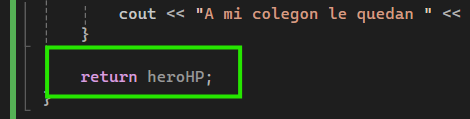 cout << "A mi colegon le quedan " <<
}
return heroHP;
}